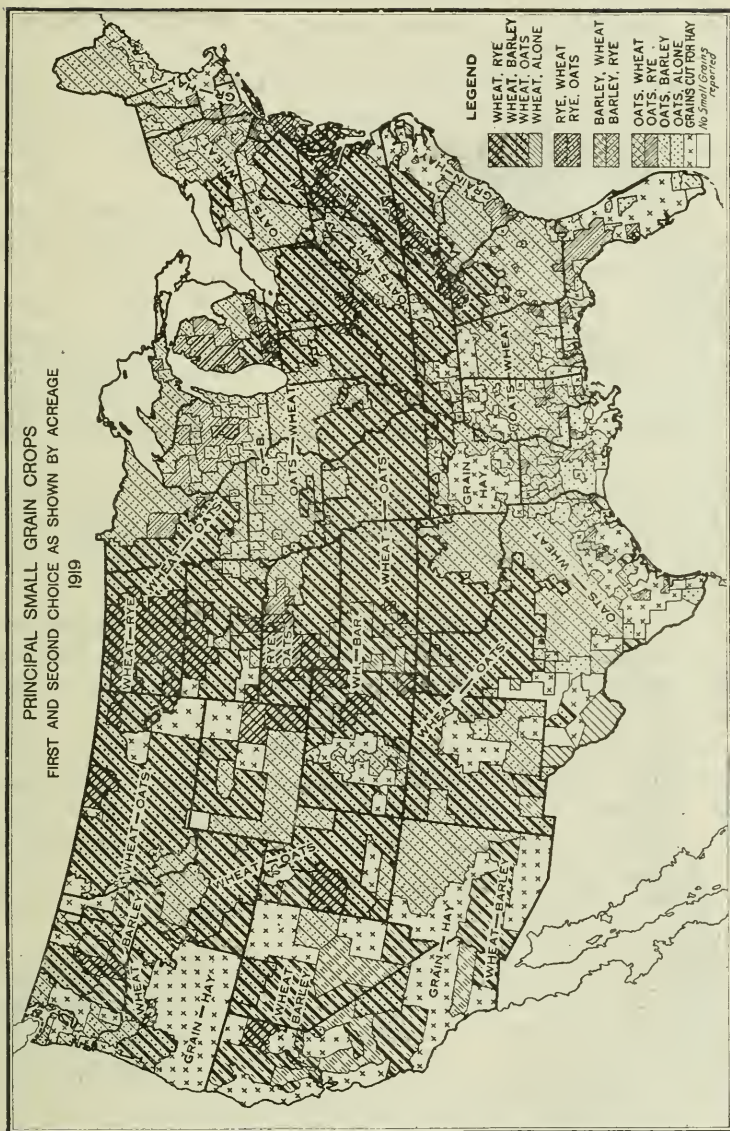 PRINCIPAL SMALL GRAIN CROPS
FIRST AND SECOND CHOICE AS SHOWN BY ACREAGE
1919
WHEAT—OATS
WHEAT—RYE
WHEAT—OATS
WHEAT
BARLEY
WHEAT
OATS
GRAIN—HAY
WHEAT
BARLEY
RYE
OATS
O.—B.
OATS—WHEAT
WHEAT—OATS
WH.—BAR.
WHEAT—OATS
GRAIN
HAY
OATS—WHEAT
OATS—WHEAT
GRAIN—HAY
WHEAT—BARLEY
OATS
WHEAT
HAY
GRAIN HAY
LEGEND
WHEAT, RYE
WHEAT, BARLEY
WHEAT, OATS
WHEAT, ALONE
RYE, WHEAT
RYE, OATS
BARLEY, WHEAT
BARLEY, RYE
OATS, WHEAT
OATS, RYE
OATS, BARLEY
OATS, ALONE
GRAINS CUT FOR HAY
No Small Grains
reported